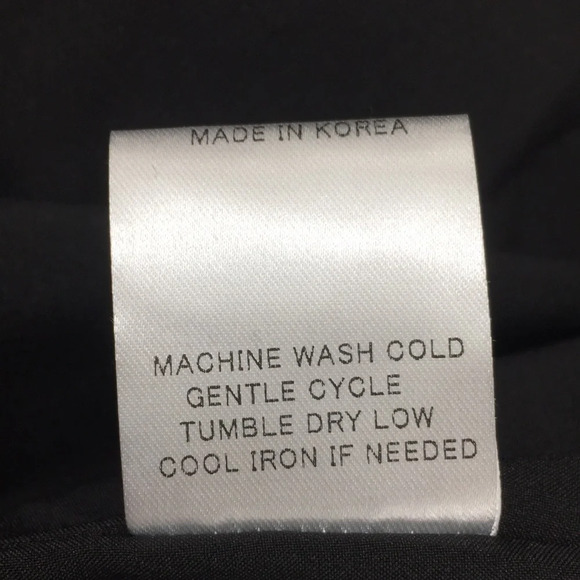 MADE IN KOREA
MACHINE WASH COLD
GENTLE CYCLE
TUMBLE DRY LOW
COOL IRON IF NEEDED